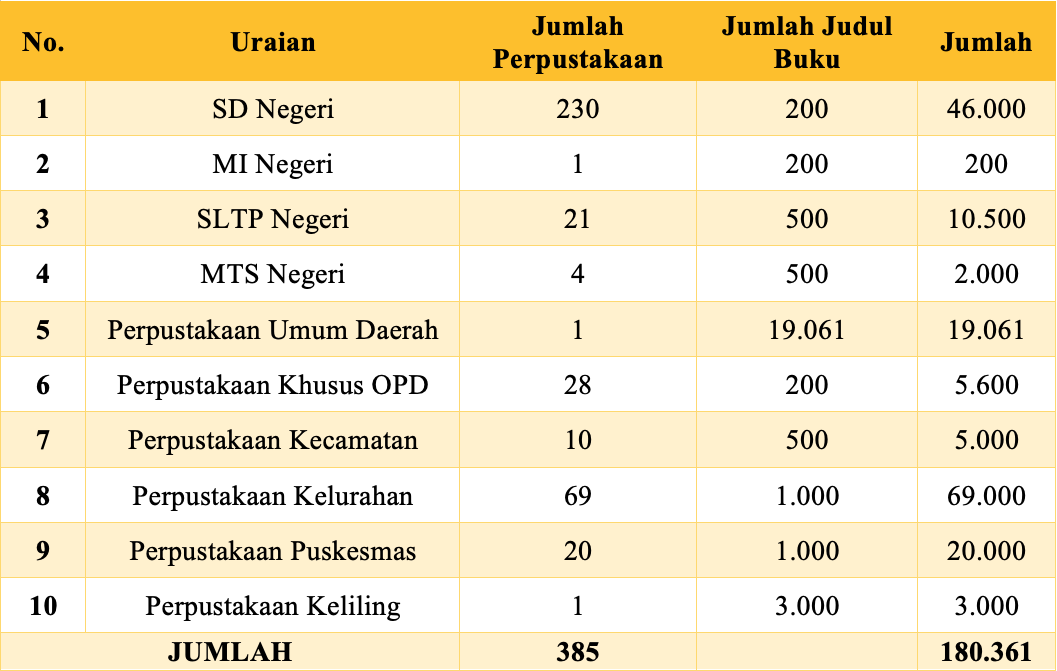 No. Uraian Jumlah Perpustakaan Jumlah Judul Buku Jumlah
1 SD Negeri 230 200 46.000
2 MI Negeri 1 200 200
3 SLTP Negeri 21 500 10.500
4 MTS Negeri 4 500 2.000
5 Perpustakaan Umum Daerah 1 19.061 19.061
6 Perpustakaan Khusus OPD 28 200 5.600
7 Perpustakaan Kecamatan 10 500 5.000
8 Perpustakaan Kelurahan 69 1.000 69.000
9 Perpustakaan Puskesmas 20 1.000 20.000
10 Perpustakaan Keliling 1 3.000 3.000
JUMLAH 385 180.361